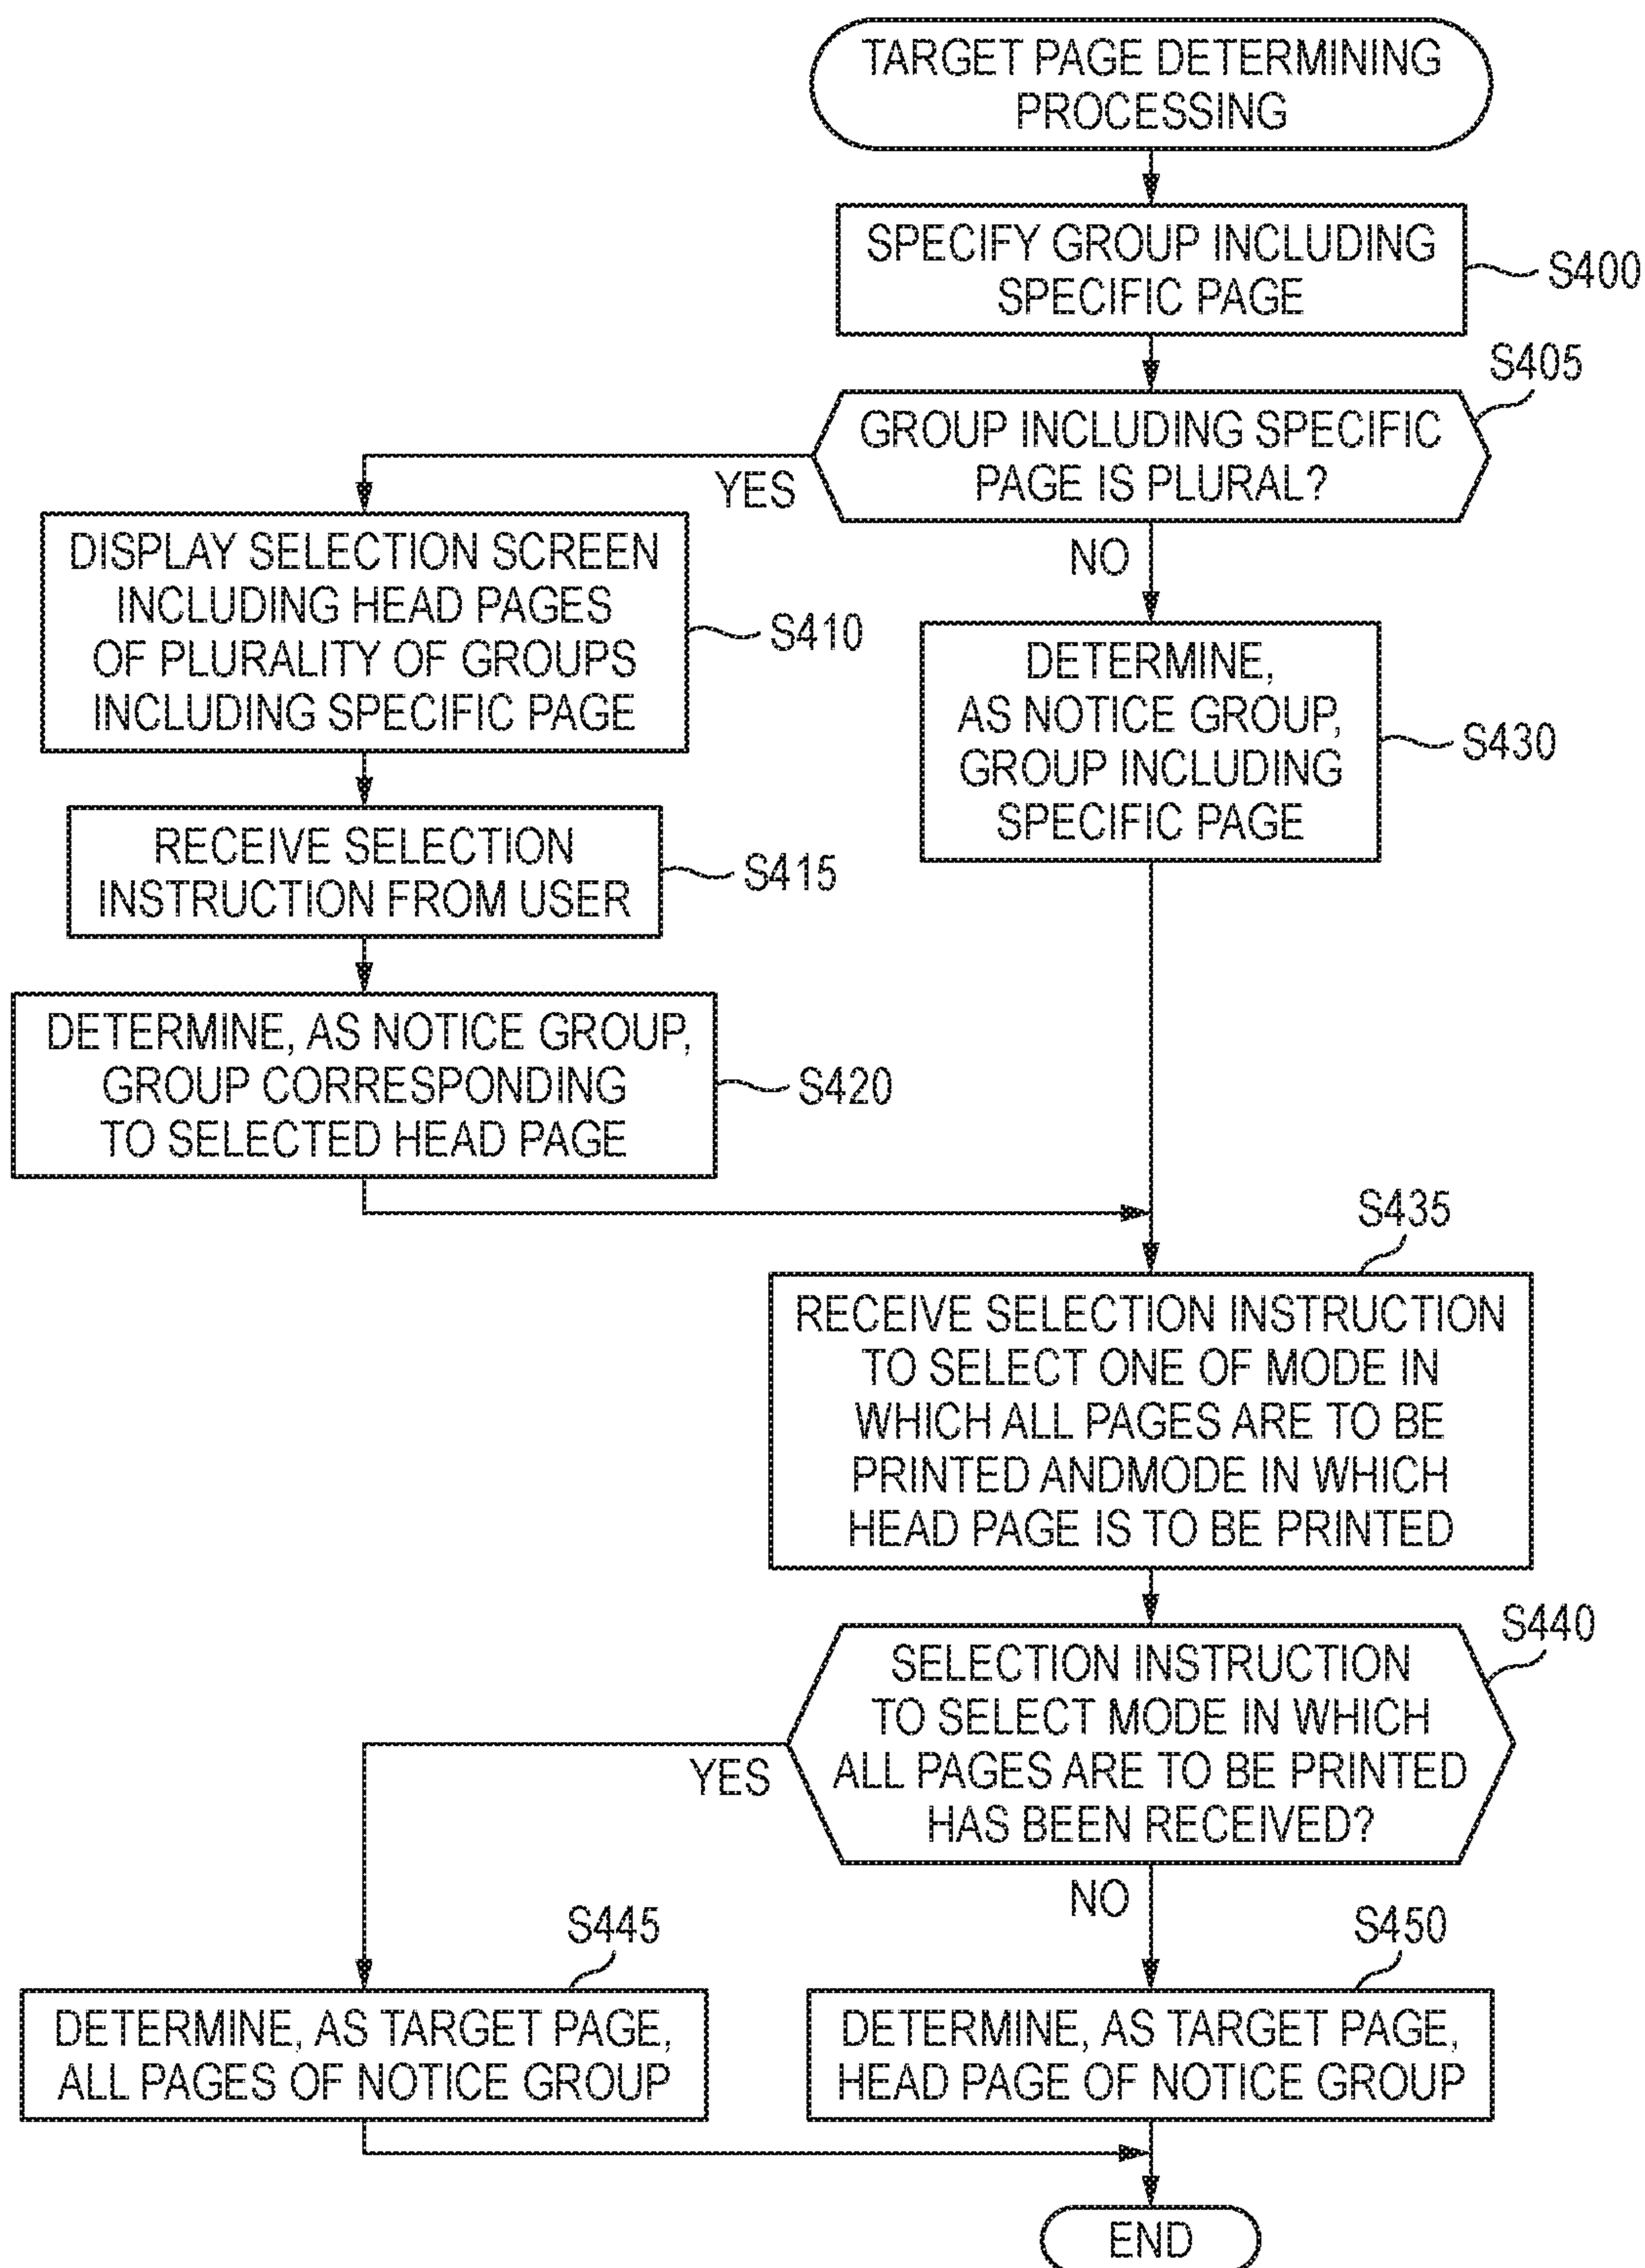 TARGET PAGE DETERMINING
PROCESSING
SPECIFY GROUP INCLUDING
SPECIFIC PAGE
S400
S405
GROUP INCLUDING SPECIFIC
PAGE IS PLURAL?
YES
NO
DISPLAY SELECTION SCREEN
INCLUDING HEAD PAGES
OF PLURALITY OF GROUPS
INCLUDING SPECIFIC PAGE
S410
RECEIVE SELECTION
INSTRUCTION FROM USER
S415
DETERMINE, AS NOTICE GROUP,
GROUP CORRESPONDING
TO SELECTED HEAD PAGE
S420
DETERMINE,
AS NOTICE GROUP,
GROUP INCLUDING
SPECIFIC PAGE
S430
S435
RECEIVE SELECTION INSTRUCTION
TO SELECT ONE OF MODE IN
WHICH ALL PAGES ARE TO BE
PRINTED ANDMODE IN WHICH
HEAD PAGE IS TO BE PRINTED
S440
SELECTION INSTRUCTION
TO SELECT MODE IN WHICH
ALL PAGES ARE TO BE PRINTED
HAS BEEN RECEIVED?
YES
NO
S445
DETERMINE, AS TARGET PAGE,
ALL PAGES OF NOTICE GROUP
S450
DETERMINE, AS TARGET PAGE,
HEAD PAGE OF NOTICE GROUP
END